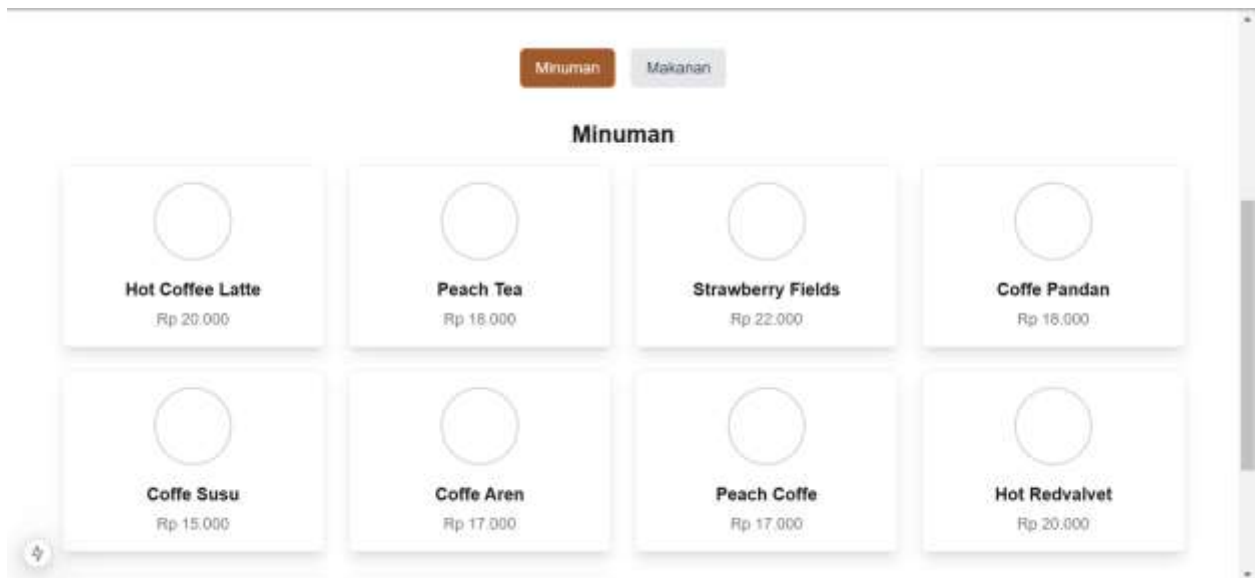 Minuman Makanan
Minuman
Hot Coffee Latte Peach Tea Strawberry Fields Coffe Pandan
Rp 20.000 Rp 18.000 Rp 22.000 Rp 18.000
Coffe Susu Coffe Aren Peach Coffe Hot Redvalvet
Rp 15.000 Rp 17.000 Rp 17.000 Rp 20.000